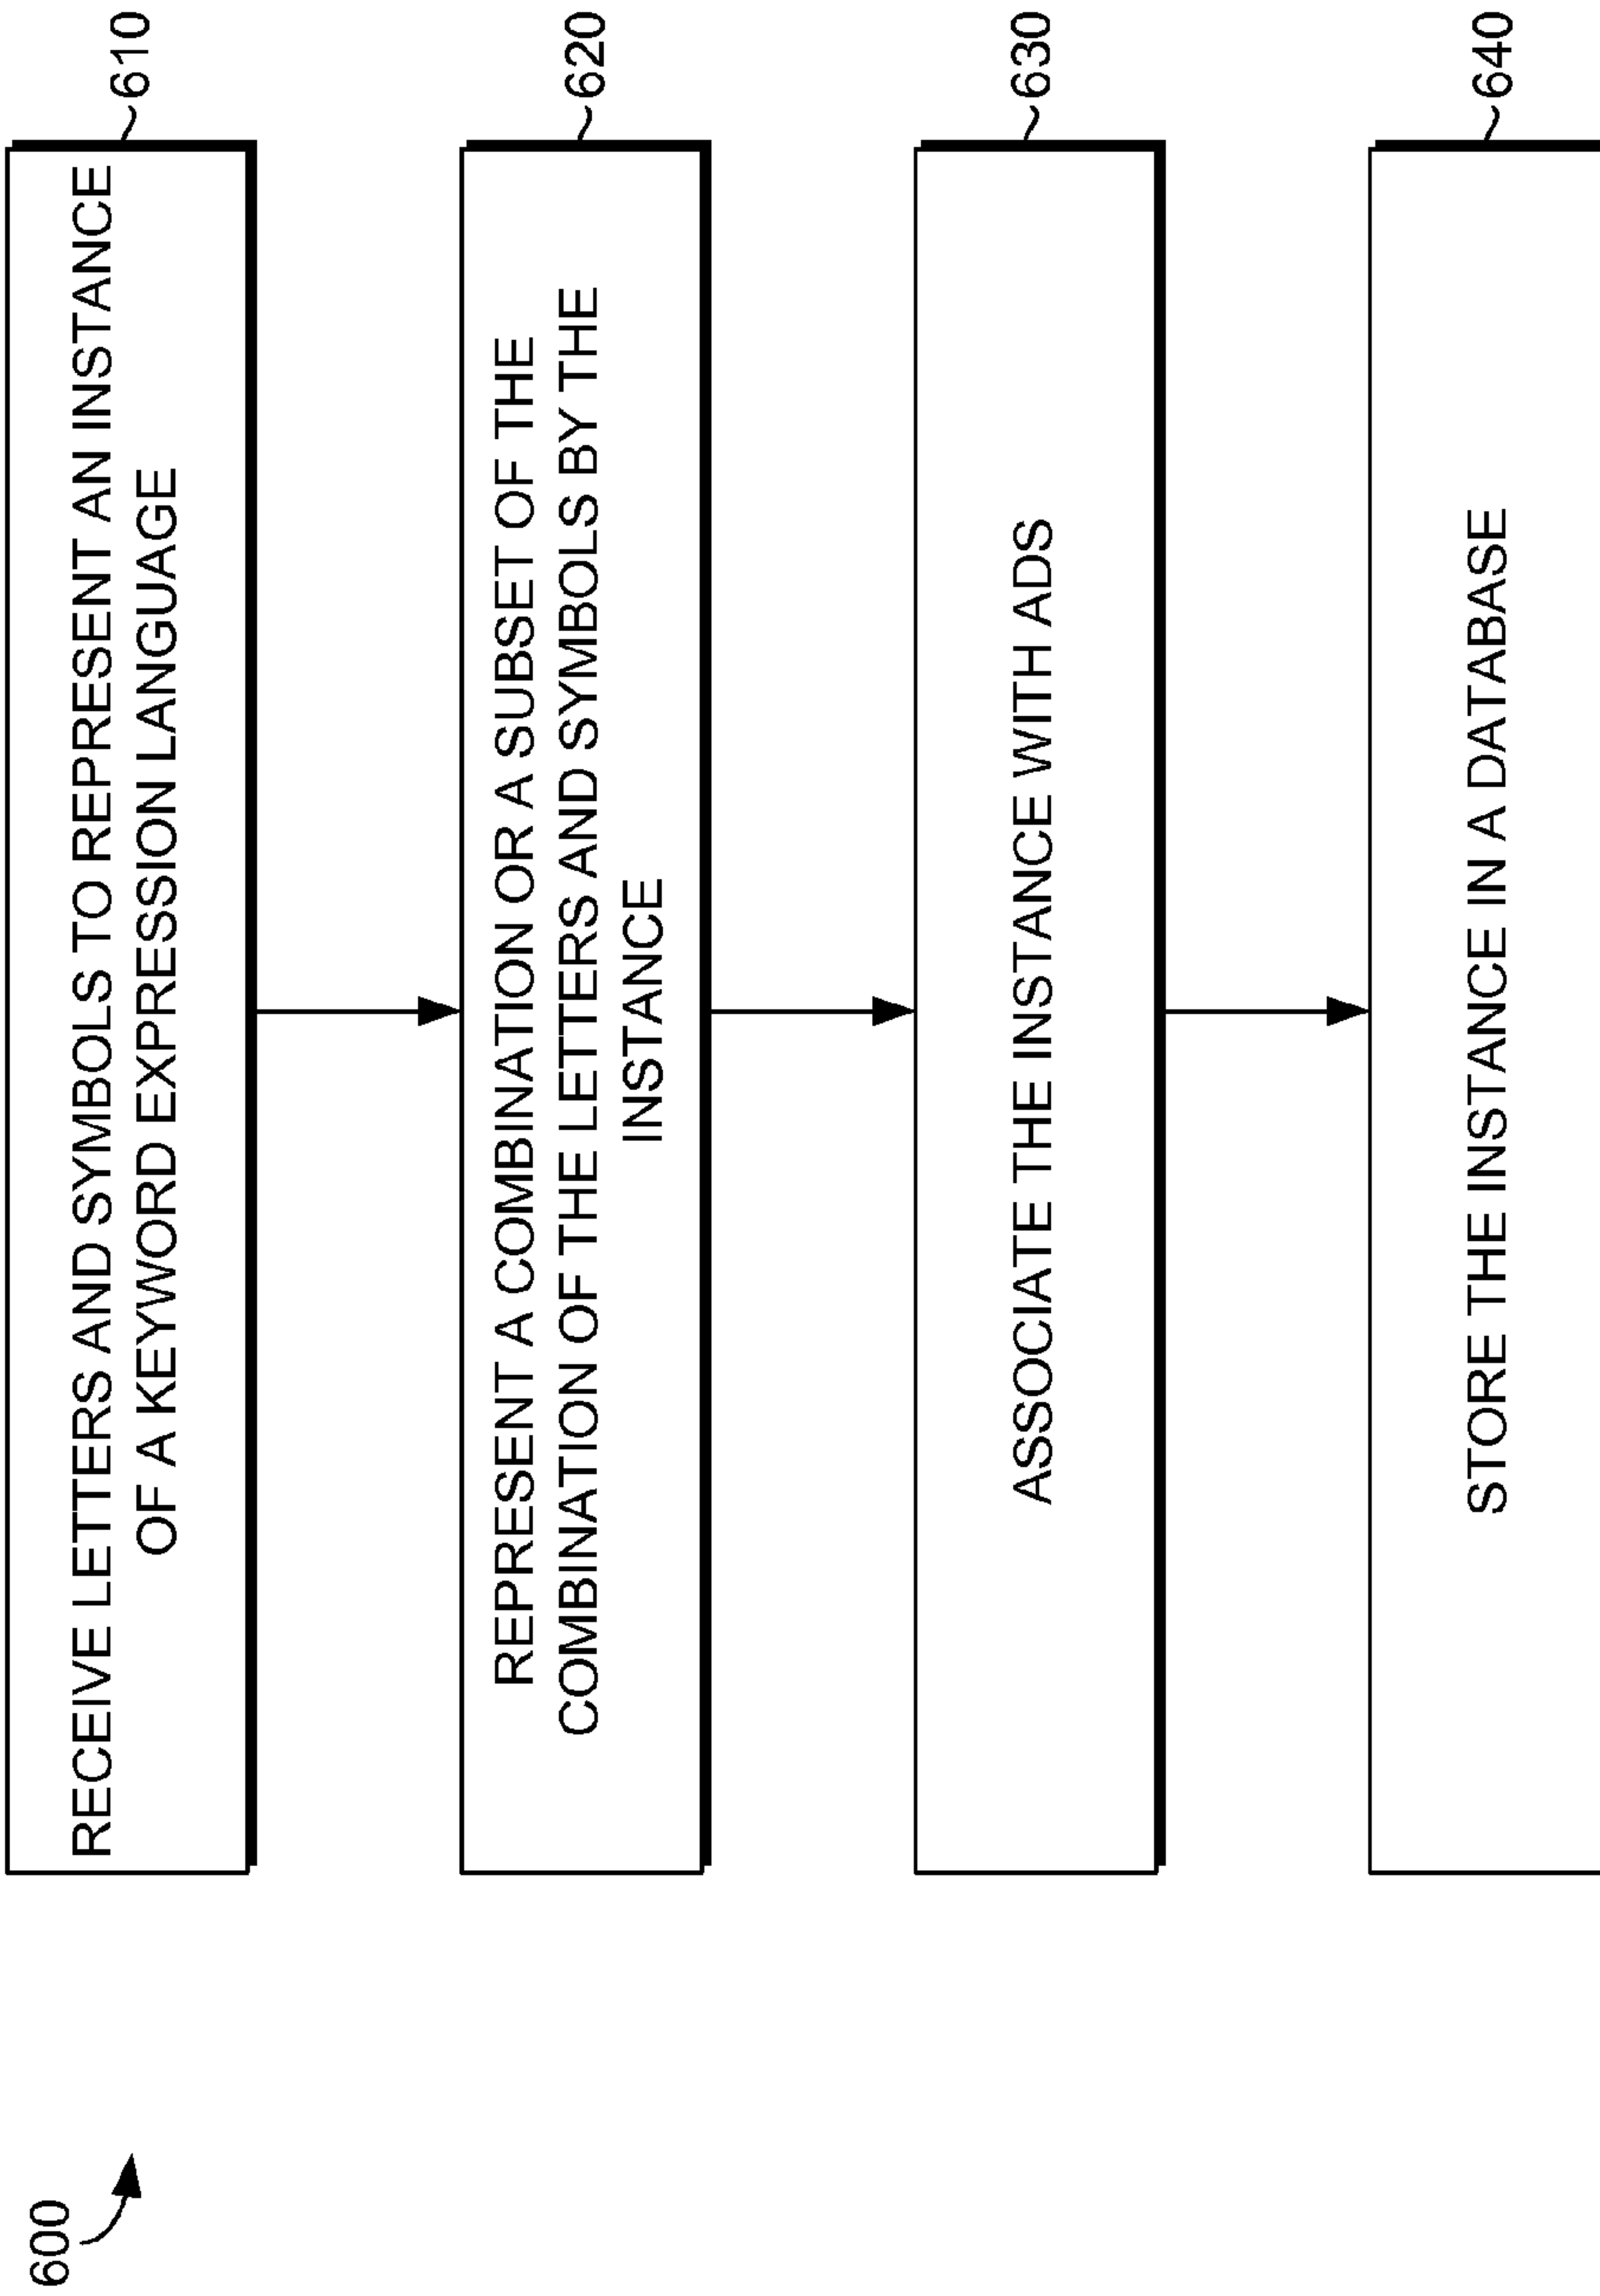 600
RECEIVE LETTERS AND SYMBOLS TO REPRESENT AN INSTANCE
OF A KEYWORD EXPRESSION LANGUAGE
610
REPRESENT A COMBINATION OR A SUBSET OF THE
COMBINATION OF THE LETTERS AND SYMBOLS BY THE
INSTANCE
620
ASSOCIATE THE INSTANCE WITH ADS
630
STORE THE INSTANCE IN A DATABASE
640